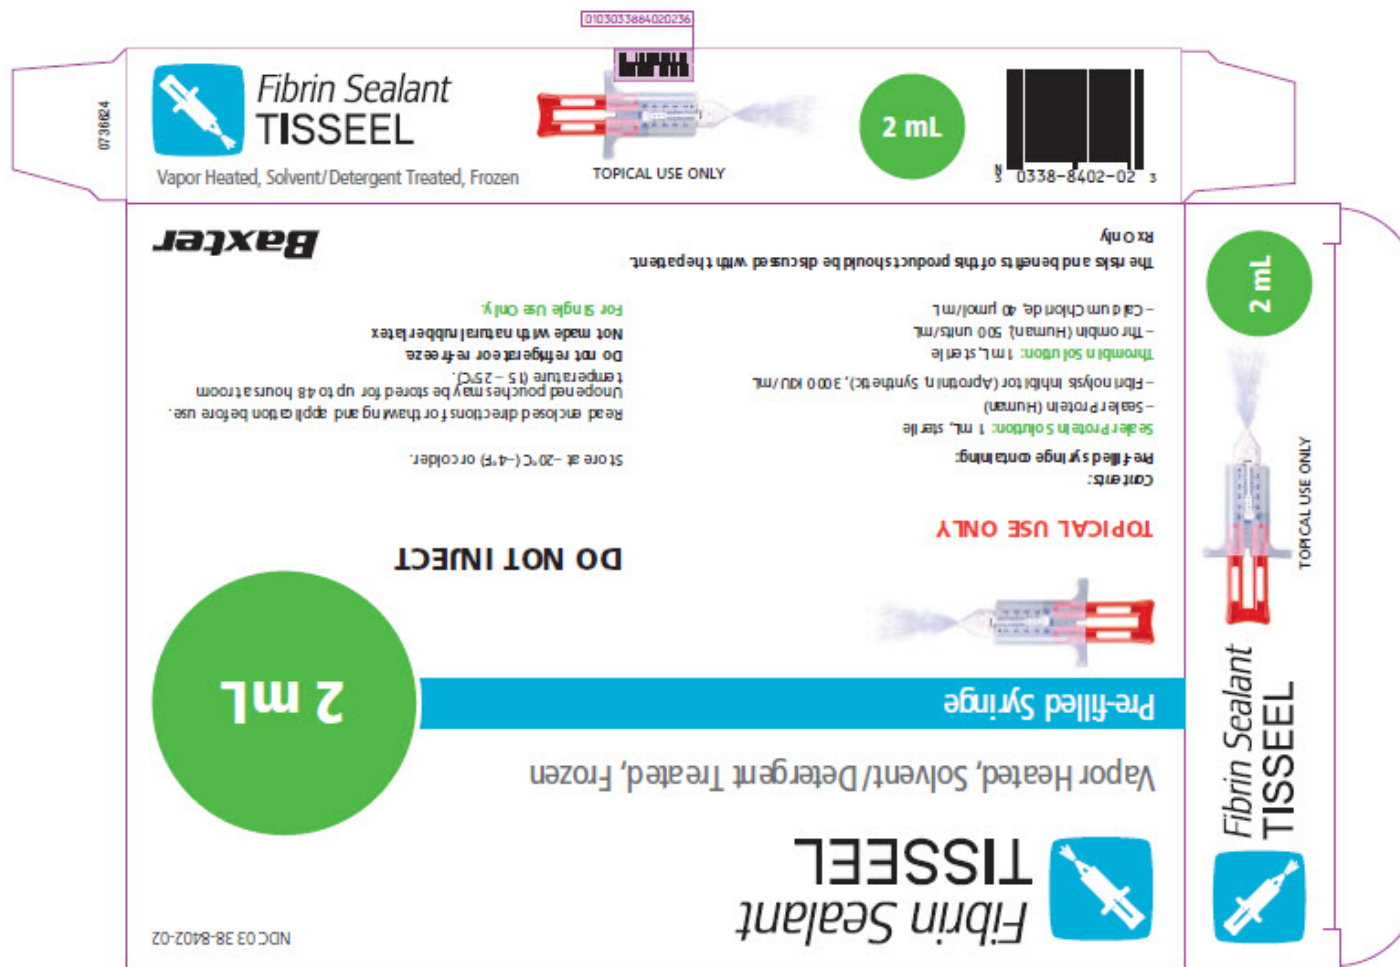 0103033884020236
0736624
Fibrin Sealant
TISSEEL
Vapor Heated, Solvent/Detergent Treated, Frozen
TOPICAL USE ONLY
2 mL
N
3 0338-8402-02 3
NDC 0338-8402-02
Fibrin Sealant
TISSEEL
Vapor Heated, Solvent/Detergent Treated, Frozen
Pre-filled Syringe
2 mL
TOPICAL USE ONLY
Contents:
Pre-filled syringe containing:
Sealer Protein Solution: 1 mL, sterile
– Sealer Protein (Human)
– Fibrinolysis Inhibitor (Aprotinin, Synthetic), 3000 KIU/mL
Thrombin Solution: 1 mL, sterile
– Thrombin (Human), 500 units/mL
– Calcium Chloride, 40 µmol/mL
The risks and benefits of this product should be discussed with the patient.
Rx Only
DO NOT INJECT
Store at –20°C (–4°F) or colder.
Read enclosed directions for thawing and application before use.
Unopened pouches may be stored for up to 48 hours at room
temperature (15 – 25°C).
Do not refrigerate or re-freeze.
Not made with natural rubber latex
For Single Use Only.
Baxter
Fibrin Sealant
TISSEEL
TOPICAL USE ONLY
2 mL